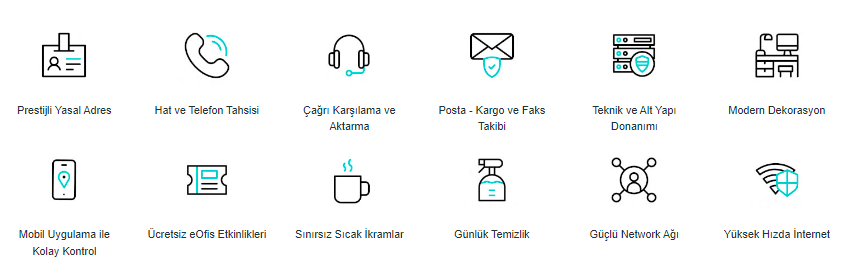 Prestijli Yasal Adres
Hat ve Telefon Tahsisi
Çağrı Karşılama ve
Aktarma
Posta - Kargo ve Faks
Takibi
Teknik ve Alt Yapı
Donanımı
Modern Dekorasyon
Mobil Uygulama ile
Kolay Kontrol
Ücretsiz eOfis Etkinlikleri
Sınırsız Sıcak İkramlar
Günlük Temizlik
Güçlü Network Ağı
Yüksek Hızda İnternet